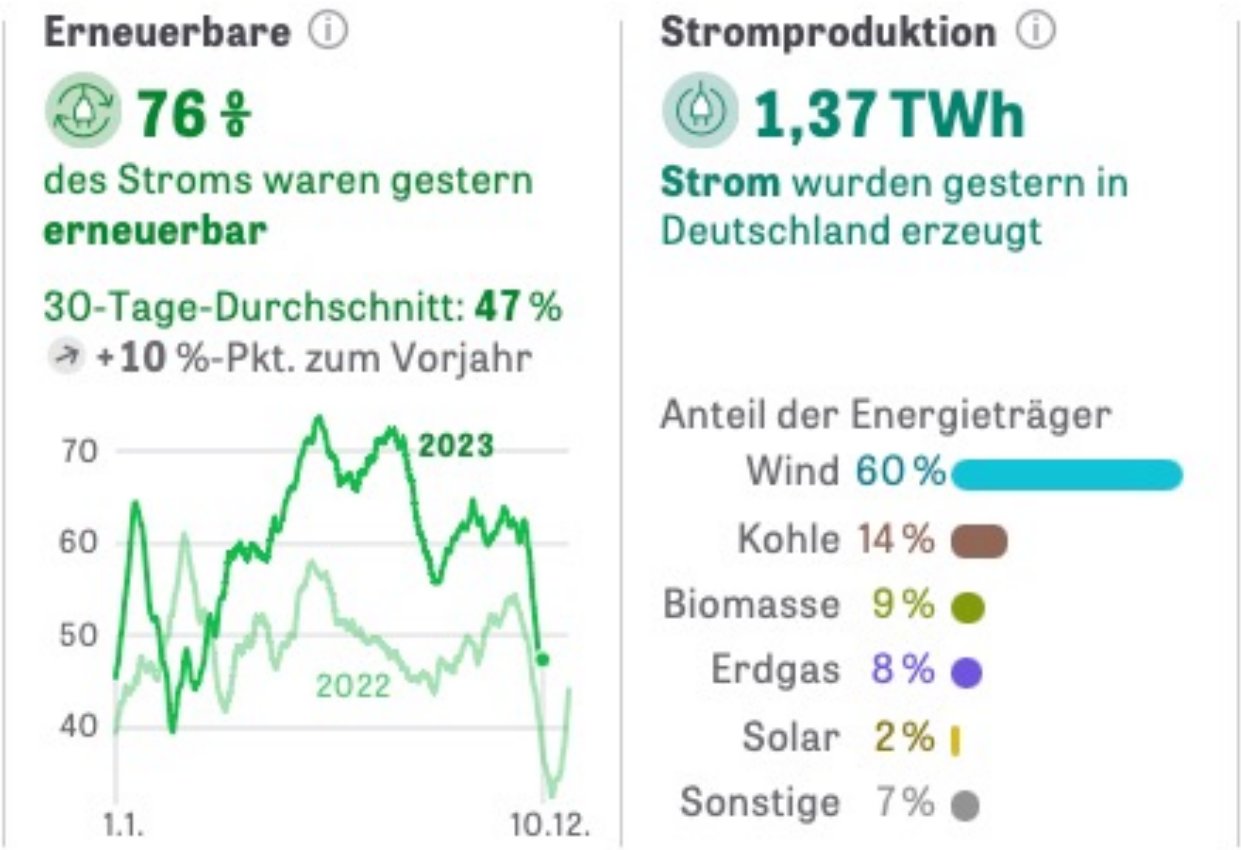 Erneuerbare
76 %
des Stroms waren gestern
erneuerbar
30-Tage-Durchschnitt: 47 %
+10 %-Pkt. zum Vorjahr
70
60
50
40
2023
2022
1.1.
10.12.
Stromproduktion
1,37 TWh
Strom wurden gestern in
Deutschland erzeugt
Anteil der Energieträger
Wind 60 %
Kohle 14 %
Biomasse 9 %
Erdgas 8 %
Solar 2 %
Sonstige 7 %